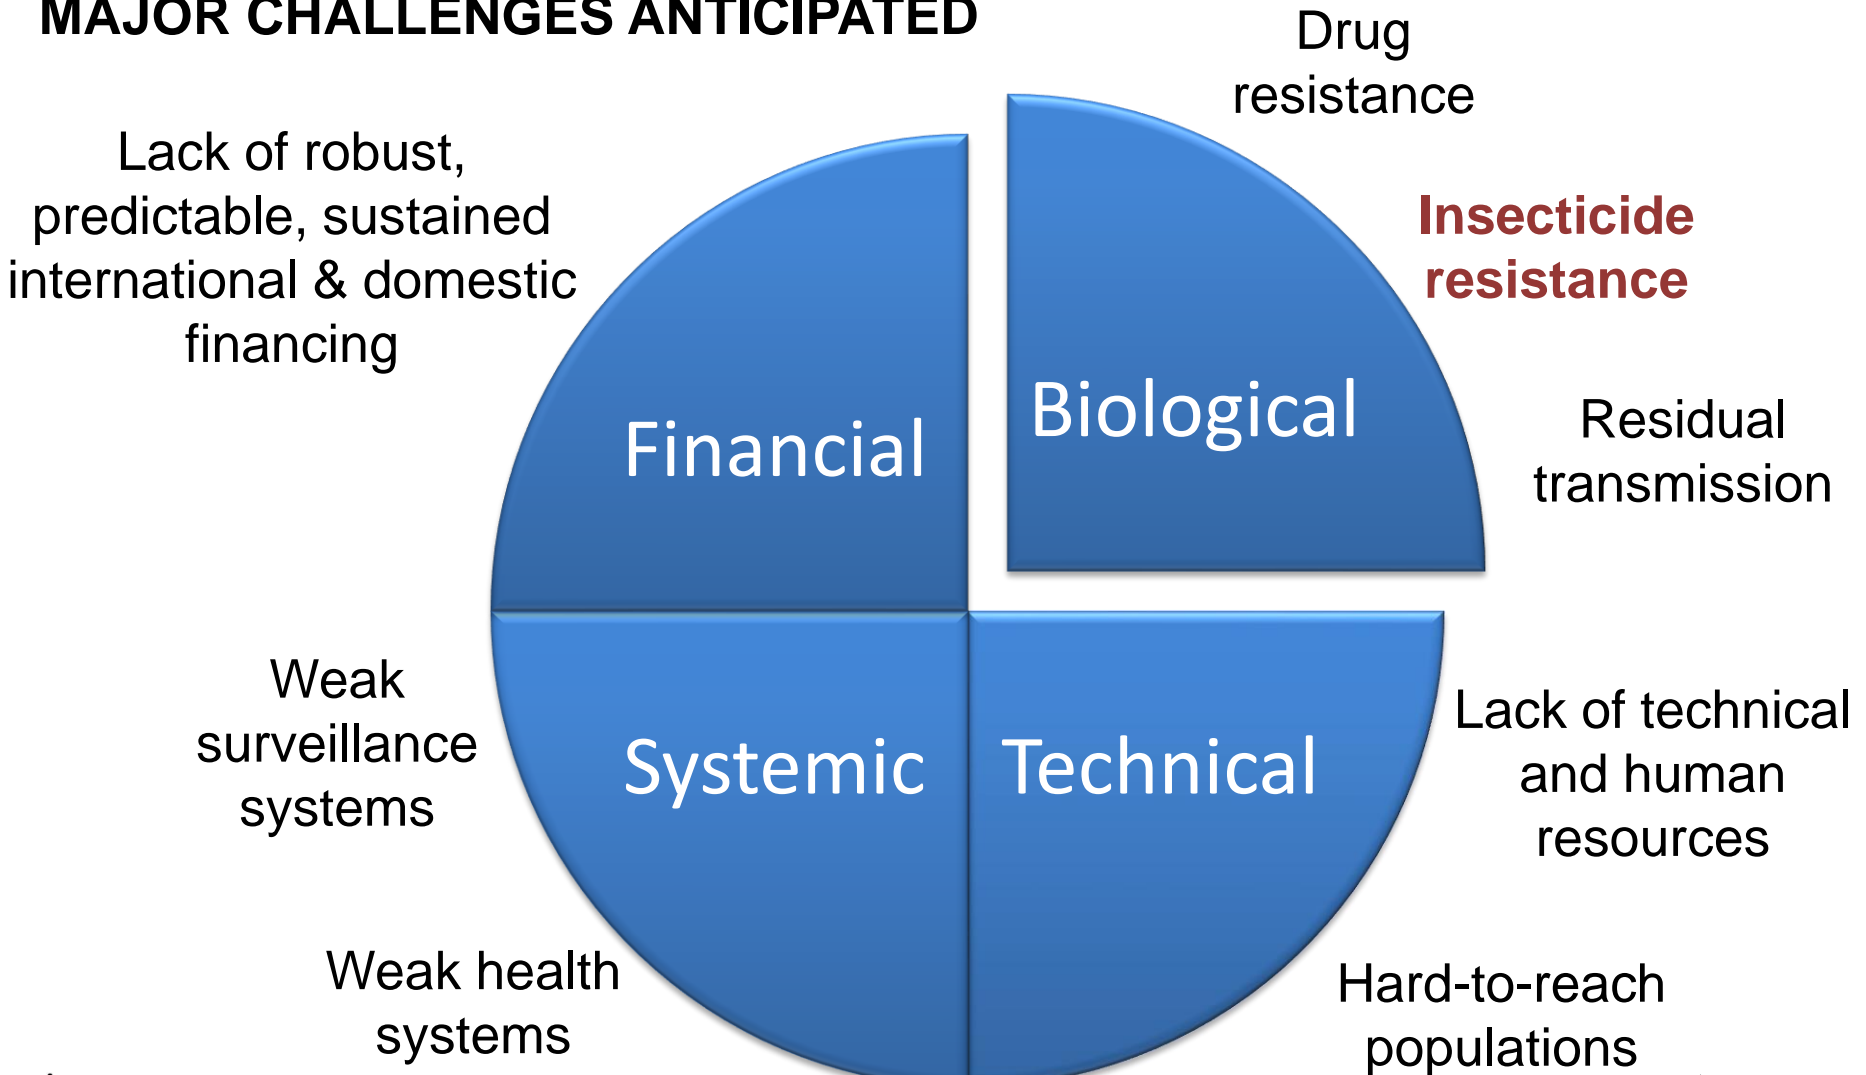 MAJOR CHALLENGES ANTICIPATED
Drug
resistance
Lack of robust,
predictable, sustained
international & domestic
financing
Insecticide
resistance
Financial
Biological
Residual
transmission
Weak
surveillance
systems
Systemic
Technical
Lack of technical
and human
resources
Weak health
systems
Hard-to-reach
populations